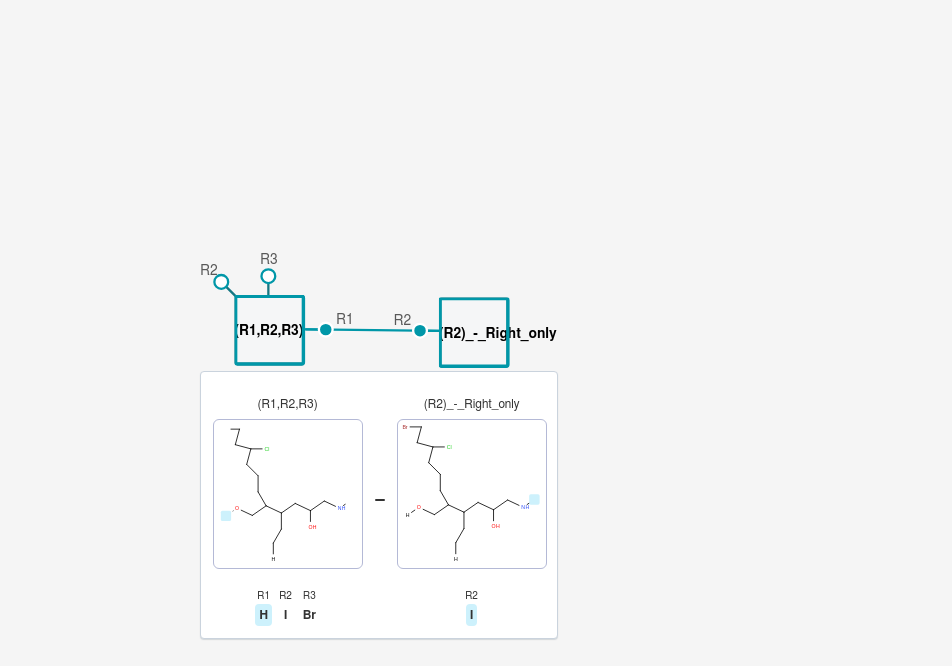 R3
R2
R1
R2
(R1,R2,R3)
(R2)_-_Right_only
(R1,R2,R3)
(R2)_-_Right_only
Cl
O
NH
OH
H
Br
Cl
O
H
NH
OH
H
R1 R2 R3
H I Br
R2
I